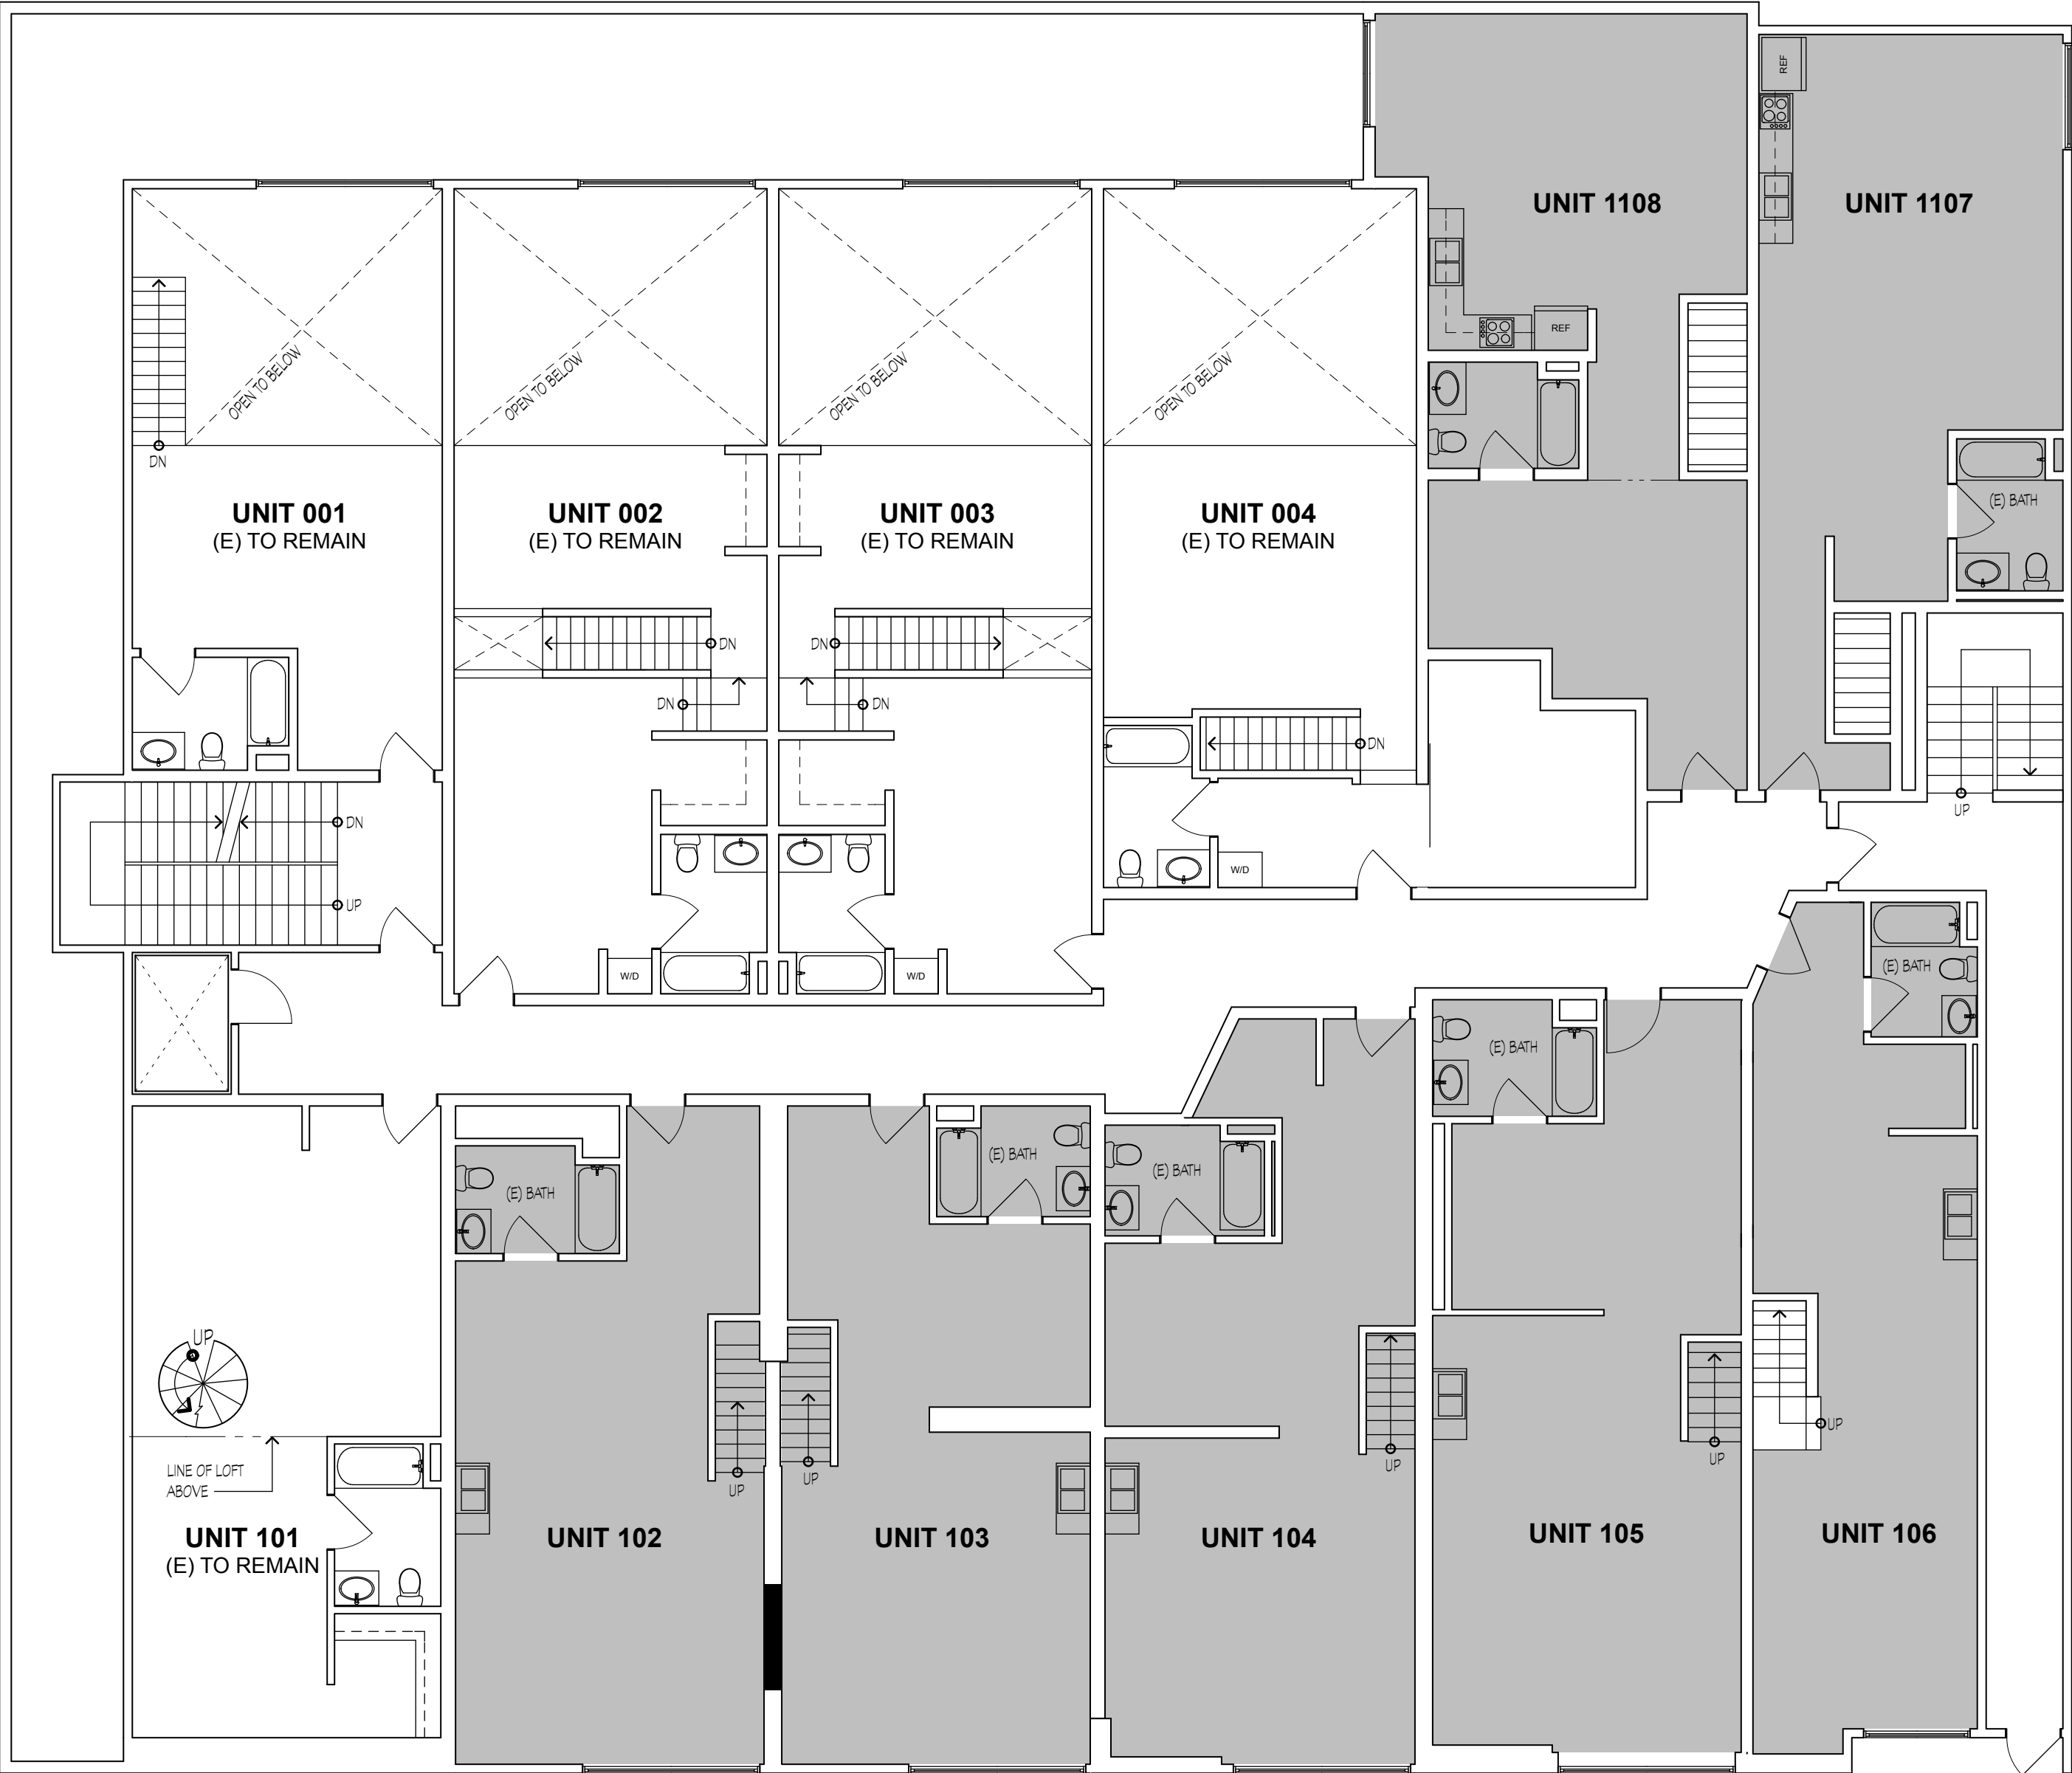 REF
UNIT 1108
UNIT 1107
REF
OPEN TO BELOW
OPEN TO BELOW
OPEN TO BELOW
OPEN TO BELOW
DN
UNIT 001
(E) TO REMAIN
UNIT 002
(E) TO REMAIN
UNIT 003
(E) TO REMAIN
UNIT 004
(E) TO REMAIN
(E) BATH
DN
DN
DN
DN
DN
UP
DN
UP
W/D
W/D
W/D
(E) BATH
(E) BATH
(E) BATH
(E) BATH
(E) BATH
UP
LINE OF LOFT
ABOVE
UP
UP
UP
UP
UP
UNIT 101
(E) TO REMAIN
UNIT 102
UNIT 103
UNIT 104
UNIT 105
UNIT 106